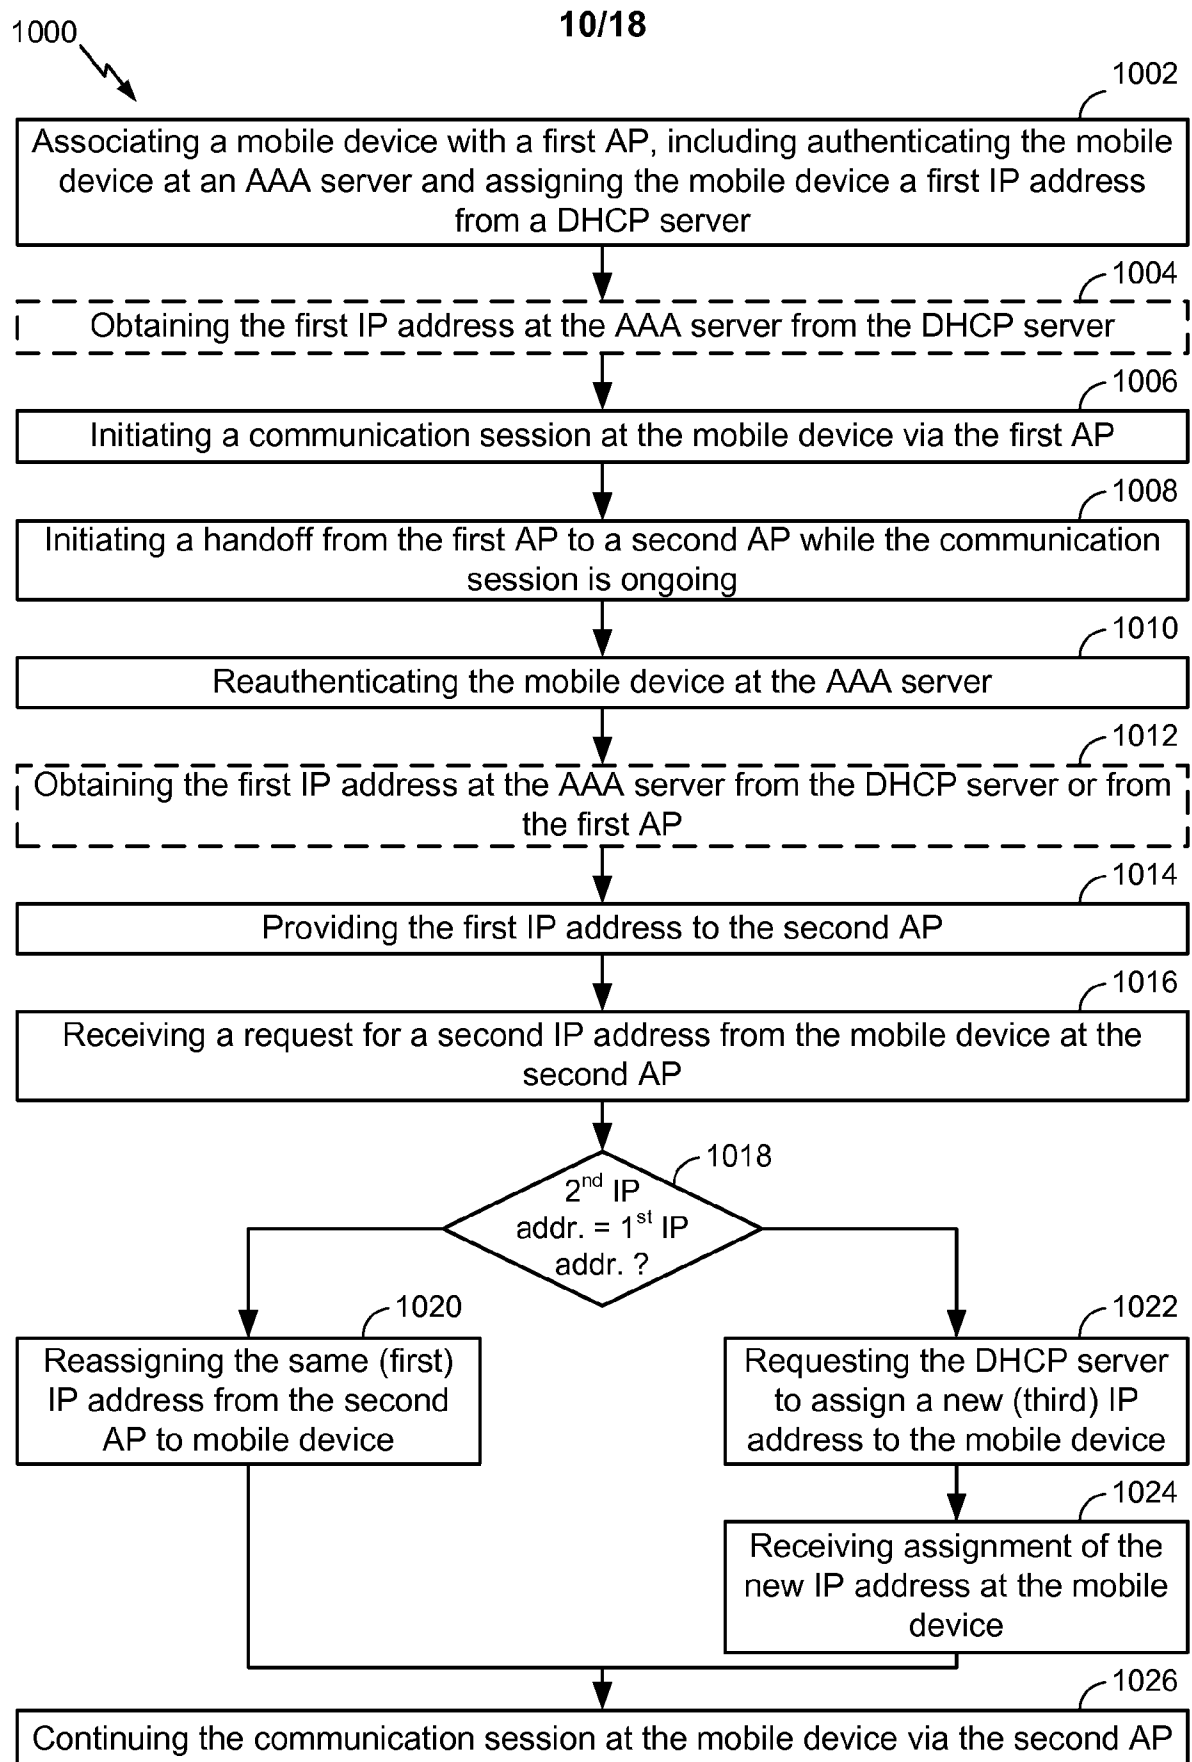 10/18
1000
1002
Associating a mobile device with a first AP, including authenticating the mobile
device at an AAA server and assigning the mobile device a first IP address
from a DHCP server
1004
Obtaining the first IP address at the AAA server from the DHCP server
1006
Initiating a communication session at the mobile device via the first AP
1008
Initiating a handoff from the first AP to a second AP while the communication
session is ongoing
1010
Reauthenticating the mobile device at the AAA server
1012
Obtaining the first IP address at the AAA server from the DHCP server or from
the first AP
1014
Providing the first IP address to the second AP
1016
Receiving a request for a second IP address from the mobile device at the
second AP
1018
2nd IP
addr. = 1st IP
addr. ?
1020
Reassigning the same (first)
IP address from the second
AP to mobile device
1022
Requesting the DHCP server
to assign a new (third) IP
address to the mobile device
1024
Receiving assignment of the
new IP address at the mobile
device
1026
Continuing the communication session at the mobile device via the second AP